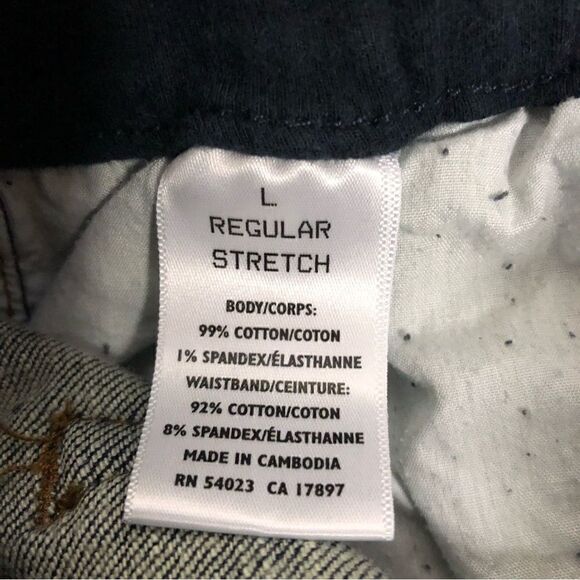 L
REGULAR
STRETCH
BODY/CORPS:
99% COTTON/COTON
1% SPANDEX/ÉLASTHANNE
WAISTBAND/CEINTURE:
92% COTTON/COTON
8% SPANDEX/ÉLASTHANNE
MADE IN CAMBODIA
RN 54023 CA 17897